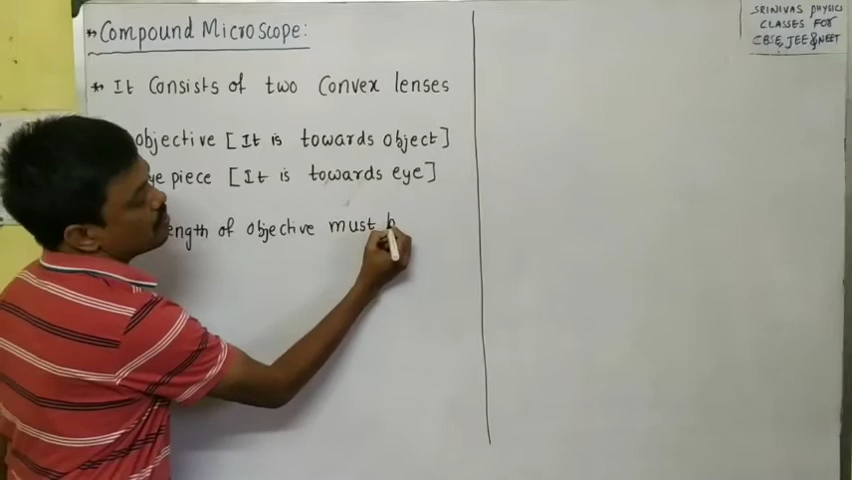 * Compound Microscope:
* It Consists of two Convex lenses
objective [It is towards object]
ye piece [It is towards eye]
ength of objective must b
SRINIVAS PHYSICS
CLASSES FOR
CBSE, JEE & NEET